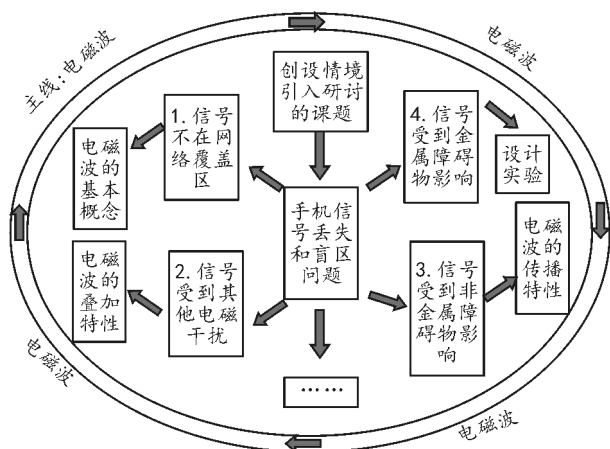 主线:电磁波
电磁波
创设情境
引入研讨
的课题
1.信号
不在网
络覆盖
区
4.信号
受到金
属障碍
物影响
电磁
波的
基本
概念
设计
实验
手机信
号丢失
和盲区
问题
电磁
波的
传播
特性
电磁
波的
叠加
特性
2.信号
受到其
他电磁
干扰
3.信号
受到非
金属障
碍物影
响
……
电磁波
电磁波